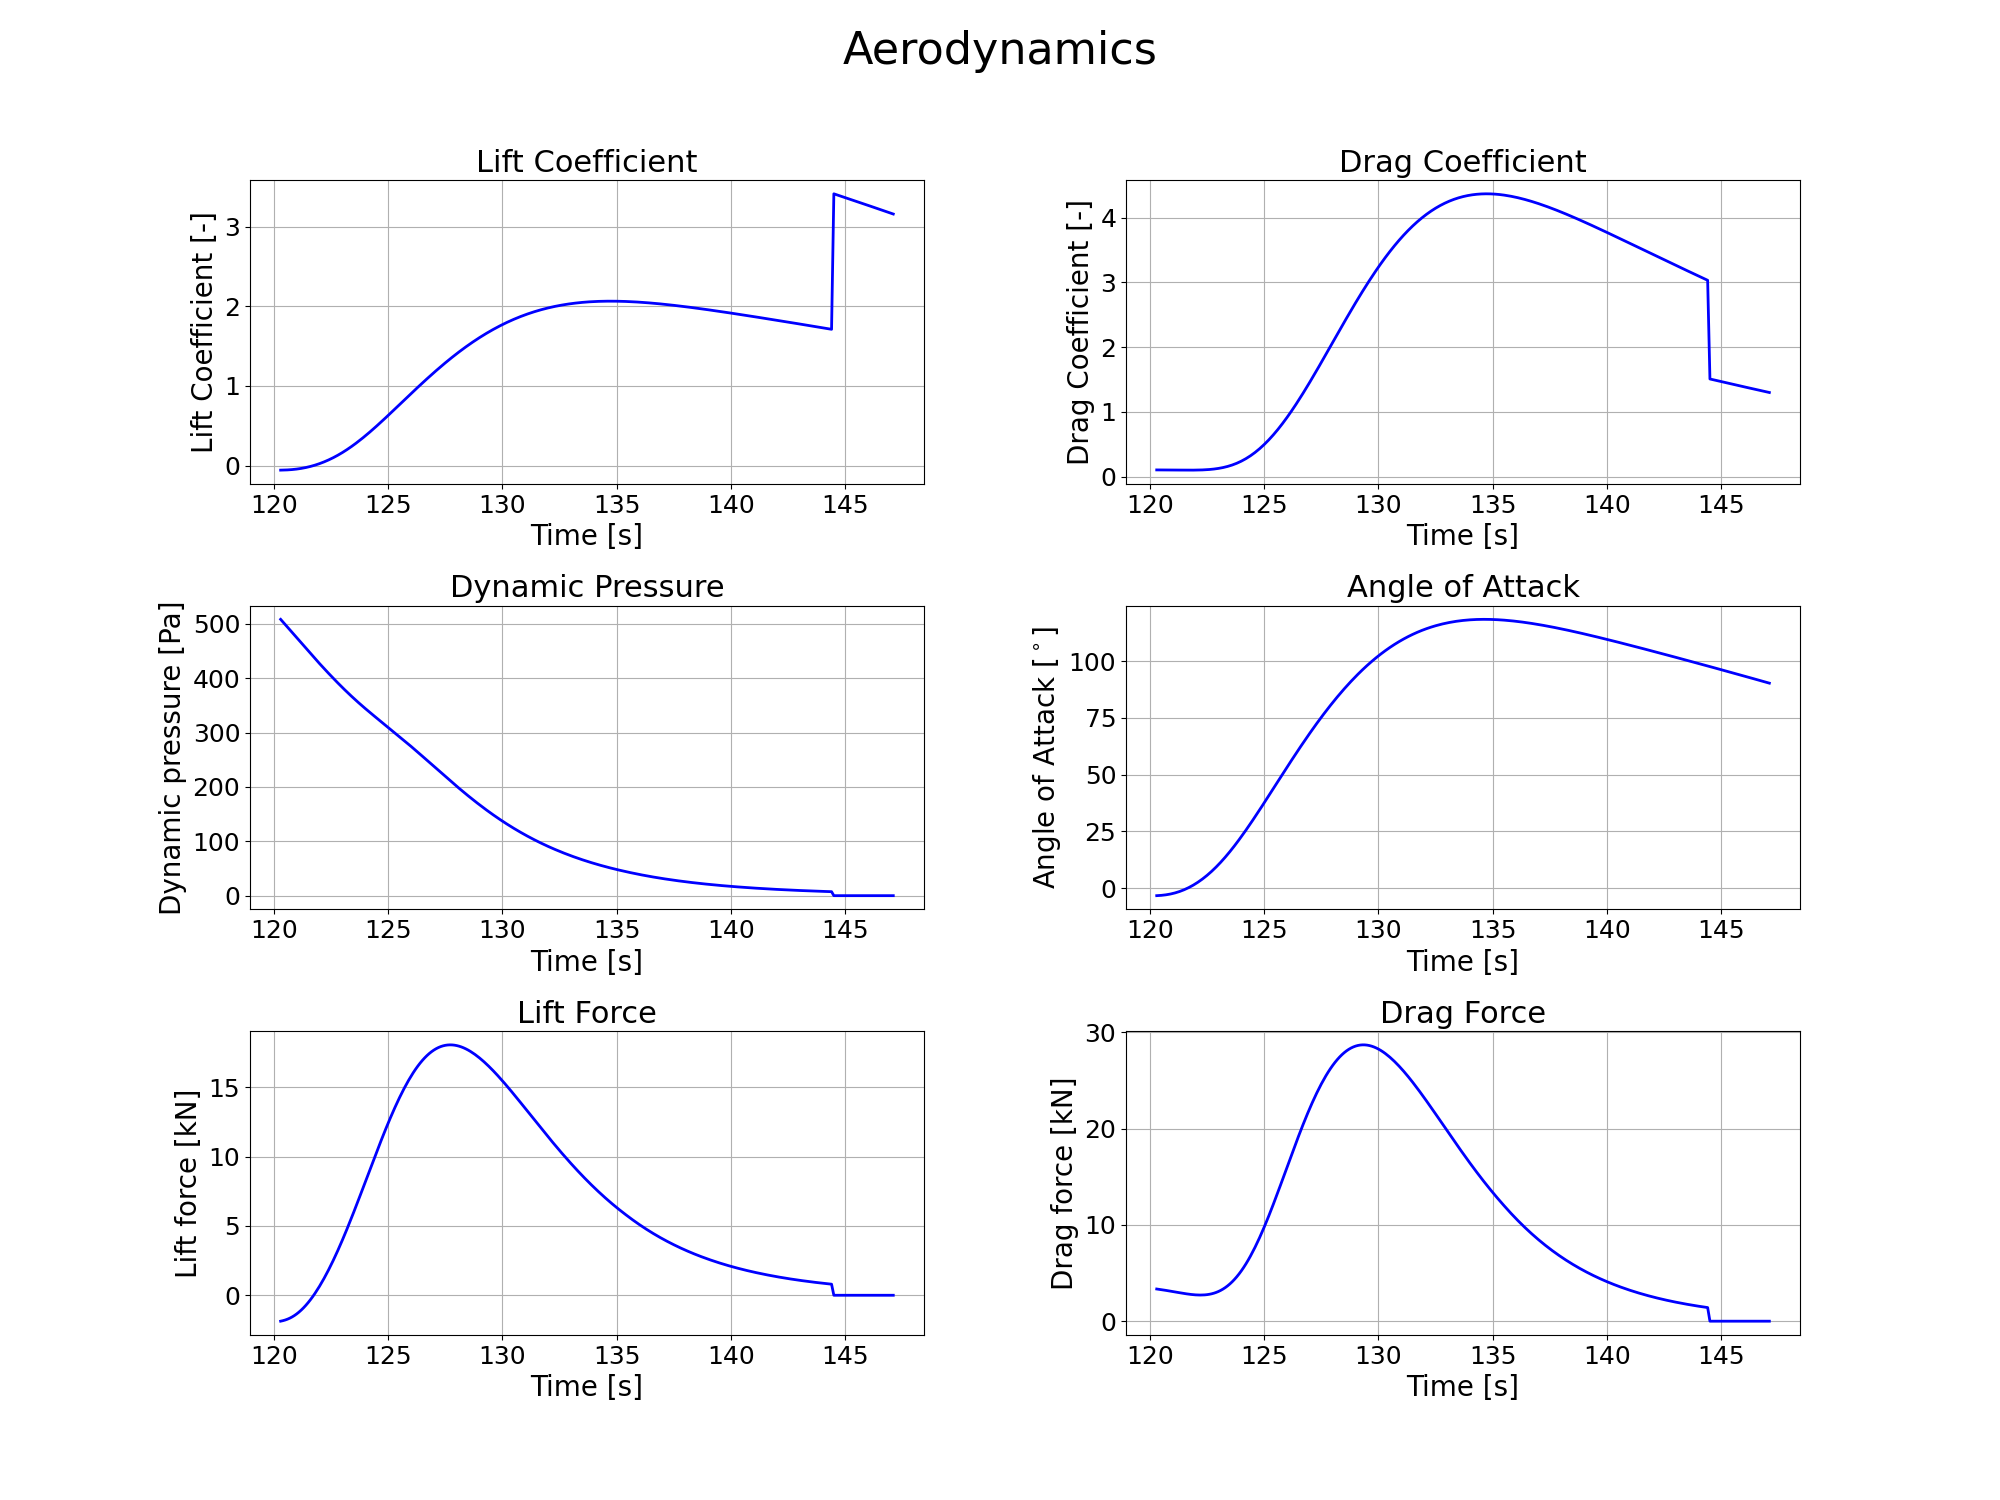 Aerodynamics
Lift Coefficient
Lift Coefficient [-]
3
2
1
0
120 125 130 135 140 145
Time [s]
Drag Coefficient
Drag Coefficient [-]
4
3
2
1
0
120 125 130 135 140 145
Time [s]
Dynamic Pressure
Dynamic pressure [Pa]
500
400
300
200
100
0
120 125 130 135 140 145
Time [s]
Angle of Attack
Angle of Attack [°]
100
75
50
25
0
120 125 130 135 140 145
Time [s]
Lift Force
Lift force [kN]
15
10
5
0
120 125 130 135 140 145
Time [s]
Drag Force
Drag force [kN]
30
20
10
0
120 125 130 135 140 145
Time [s]